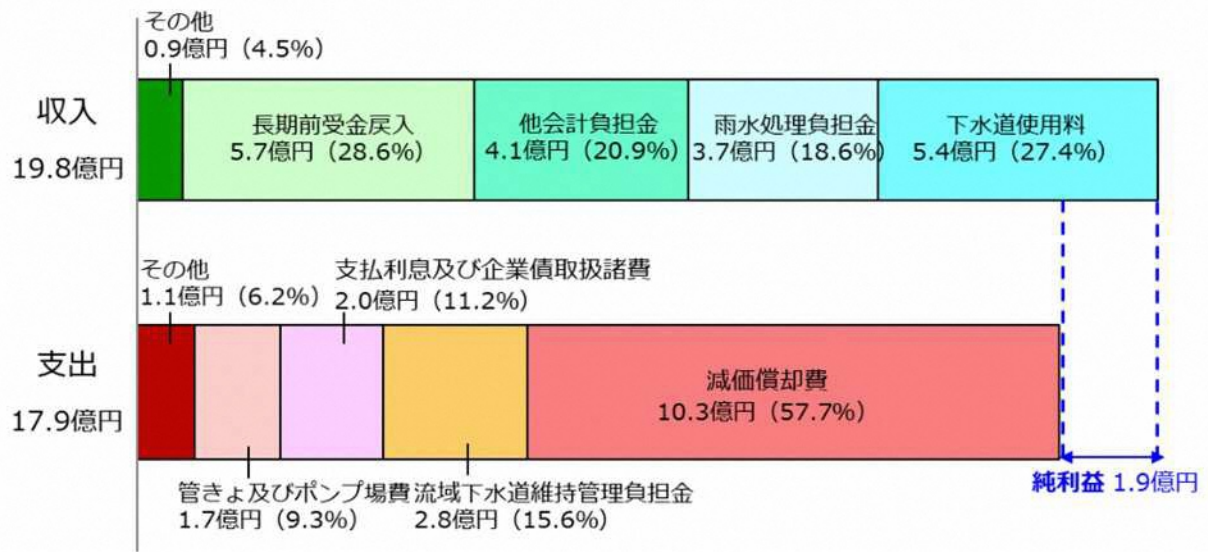 その他
0.9億円（4.5%）
収入
19.8億円
長期前受金戻入
5.7億円（28.6%）
他会計負担金
4.1億円（20.9%）
雨水処理負担金
3.7億円（18.6%）
下水道使用料
5.4億円（27.4%）
その他
1.1億円（6.2%）
支払利息及び企業債取扱諸費
2.0億円（11.2%）
支出
17.9億円
減価償却費
10.3億円（57.7%）
管きょ及びポンプ場費
1.7億円（9.3%）
流域下水道維持管理負担金
2.8億円（15.6%）
純利益 1.9億円